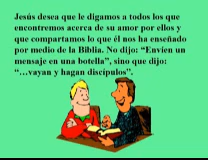 Jesús desea que le digamos a todos los que
encontremos acerca de su amor por ellos y
que compartamos lo que él nos ha enseñado
por medio de la Biblia. No dijo: “Envíen un
mensaje en una botella”, sino que dijo:
“…vayan y hagan discípulos”.